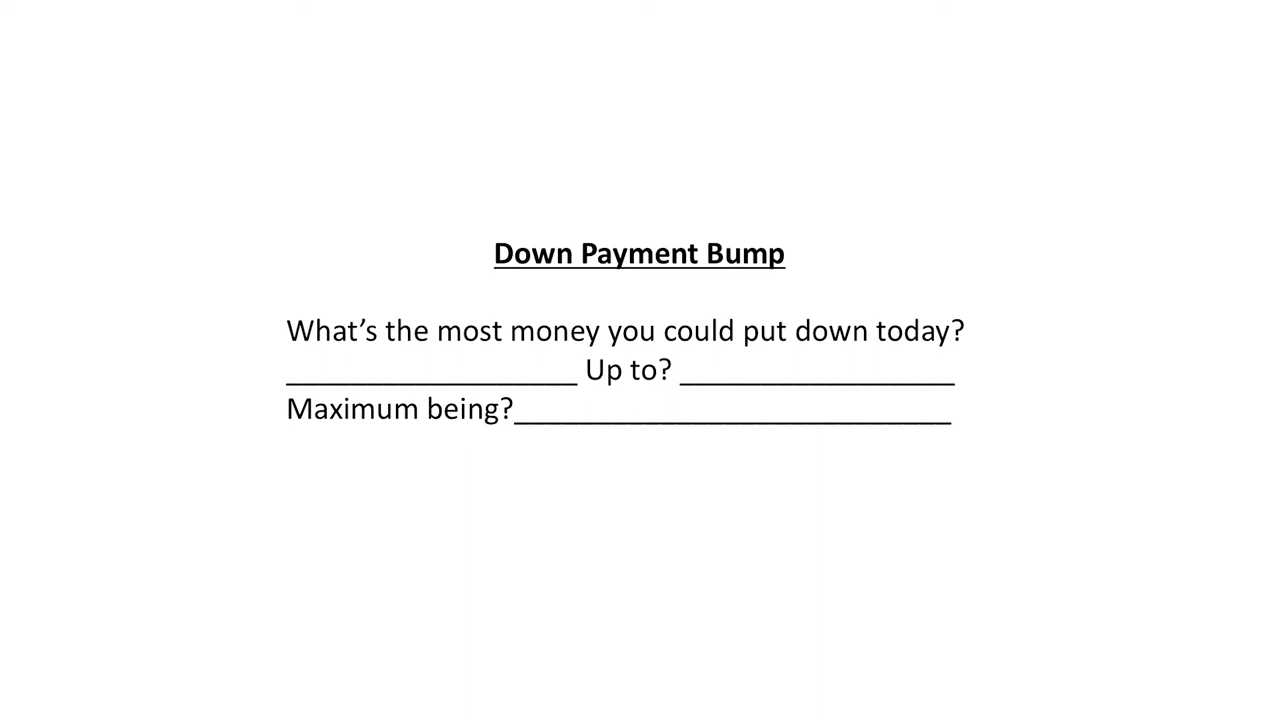 Down Payment Bump
What’s the most money you could put down today?
__________________ Up to? _________________
Maximum being?___________________________